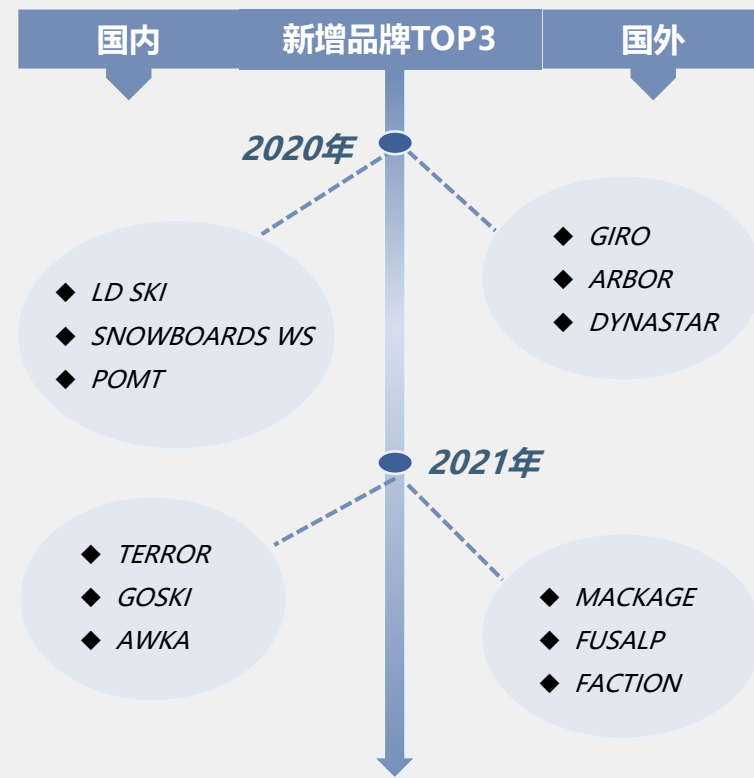 国内
新增品牌TOP3
国外
2020年
◆ LD SKI
◆ SNOWBOARDS WS
◆ POMT
◆ GIRO
◆ ARBOR
◆ DYNASTAR
2021年
◆ TERROR
◆ GOSKI
◆ AWKA
◆ MACKAGE
◆ FUSALP
◆ FACTION